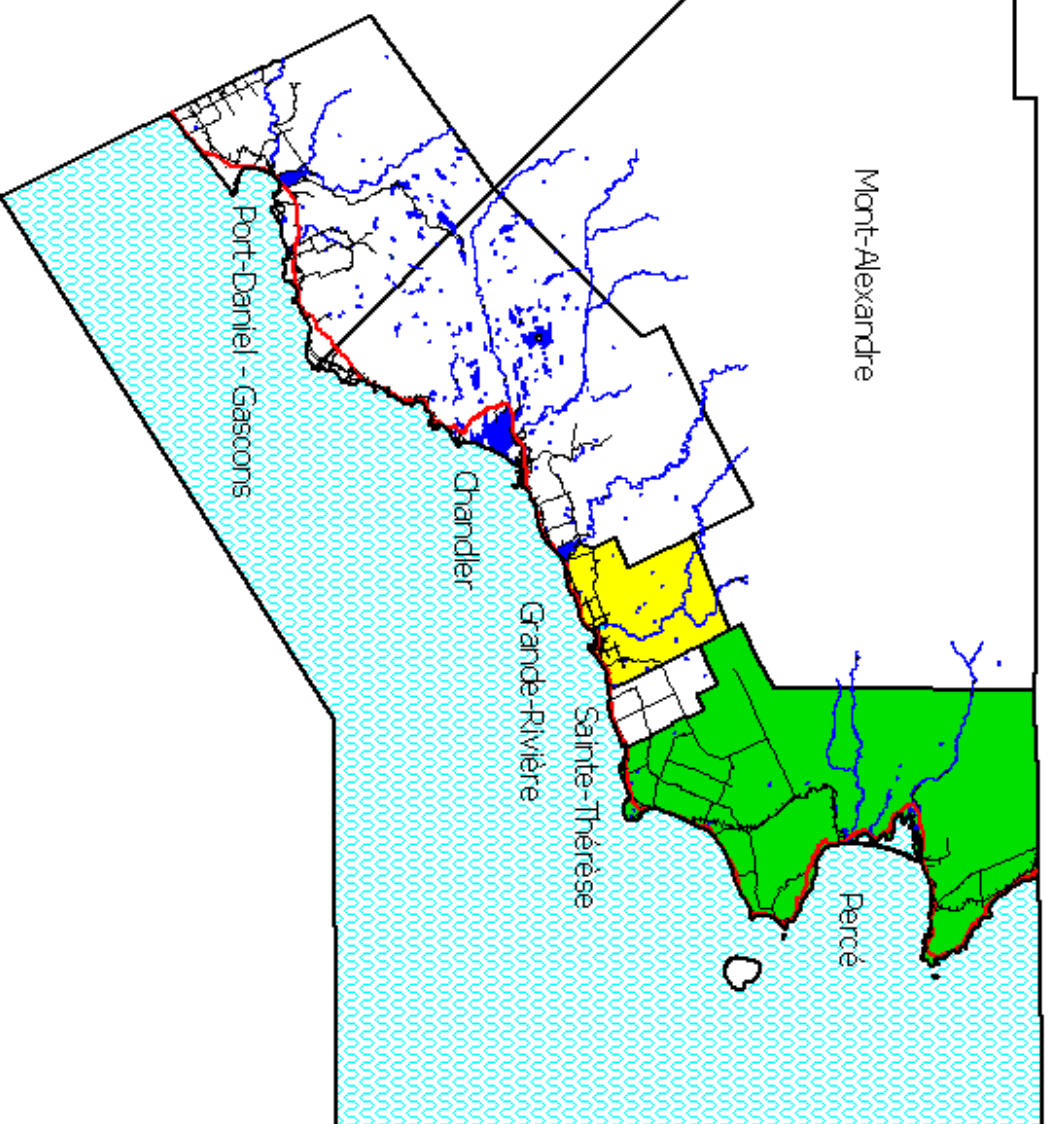 Mont-Alexandre
Percé
Sainte-Thérèse
Grande-Rivière
Chandler
Port-Daniel - Gascons